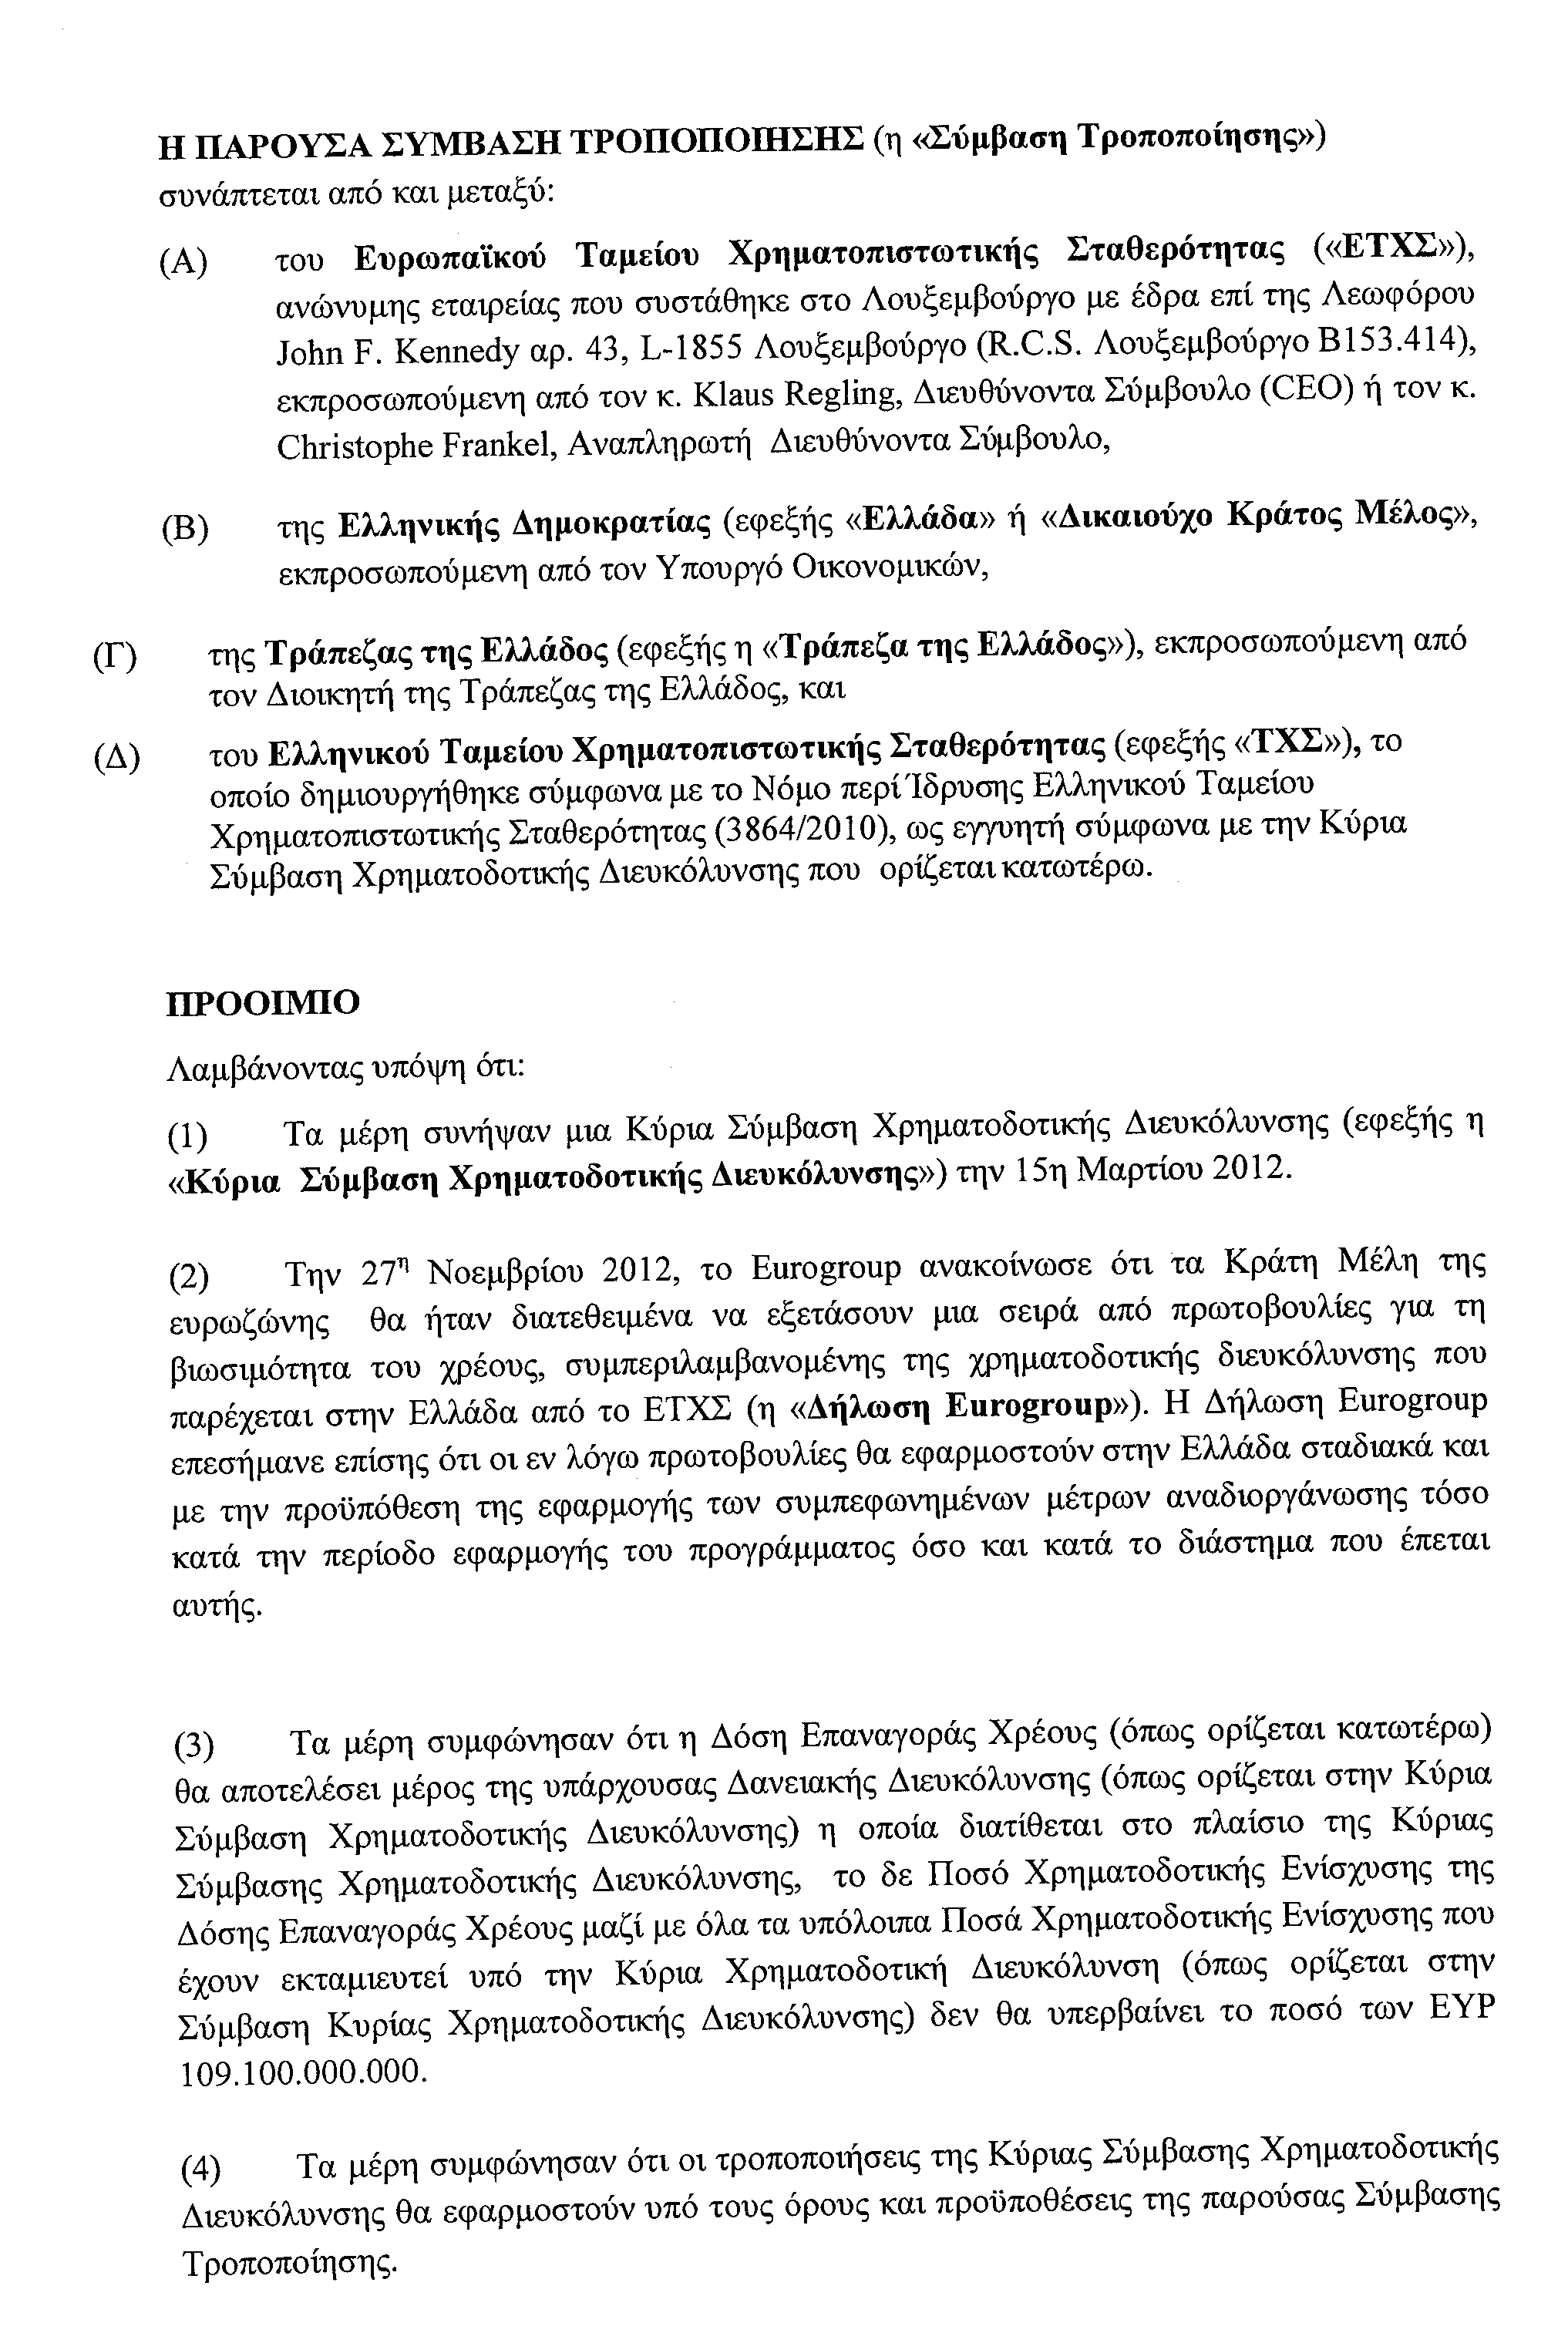 Η ΠΑΡΟΥΣΑ ΣΥΜΒΑΣΗ ΤΡΟΠΟΠΟΙΗΣΗΣ (η «Σύμβαση Τροποποίησης»)
συνάπτεται από και μεταξύ:
(Α) του Ευρωπαϊκού Ταμείου Χρηματοπιστωτικής Σταθερότητας («ΕΤΧΣ»),
ανώνυμης εταιρείας που συστάθηκε στο Λουξεμβούργο με έδρα επί της Λεωφόρου
John F. Kennedy αρ. 43, L-1855 Λουξεμβούργο (R.C.S. Λουξεμβούργο B153.414),
εκπροσωπούμενη από τον κ. Klaus Regling, Διευθύνοντα Σύμβουλο (CEO) ή τον κ.
Christophe Frankel, Αναπληρωτή Διευθύνοντα Σύμβουλο,
(Β) της Ελληνικής Δημοκρατίας (εφεξής «Ελλάδα» ή «Δικαιούχο Κράτος Μέλος»,
εκπροσωπούμενη από τον Υπουργό Οικονομικών,
(Γ) της Τράπεζας της Ελλάδος (εφεξής η «Τράπεζα της Ελλάδος»), εκπροσωπούμενη από
τον Διοικητή της Τράπεζας της Ελλάδος, και
(Δ) του Ελληνικού Ταμείου Χρηματοπιστωτικής Σταθερότητας (εφεξής «ΤΧΣ»), το
οποίο δημιουργήθηκε σύμφωνα με το Νόμο περί Ίδρυσης Ελληνικού Ταμείου
Χρηματοπιστωτικής Σταθερότητας (3864/2010), ως εγγυητή σύμφωνα με την Κύρια
Σύμβαση Χρηματοδοτικής Διευκόλυνσης που ορίζεται κατωτέρω.
ΠΡΟΟΙΜΙΟ
Λαμβάνοντας υπόψη ότι:
(1) Τα μέρη συνήψαν μια Κύρια Σύμβαση Χρηματοδοτικής Διευκόλυνσης (εφεξής η
«Κύρια Σύμβαση Χρηματοδοτικής Διευκόλυνσης») την 15η Μαρτίου 2012.
(2) Την 27η Νοεμβρίου 2012, το Eurogroup ανακοίνωσε ότι τα Κράτη Μέλη της
ευρωζώνης θα ήταν διατεθειμένα να εξετάσουν μια σειρά από πρωτοβουλίες για τη
βιωσιμότητα του χρέους, συμπεριλαμβανομένης της χρηματοδοτικής διευκόλυνσης που
παρέχεται στην Ελλάδα από το ΕΤΧΣ (η «Δήλωση Eurogroup»). Η Δήλωση Eurogroup
επεσήμανε επίσης ότι οι εν λόγω πρωτοβουλίες θα εφαρμοστούν στην Ελλάδα σταδιακά και
με την προϋπόθεση της εφαρμογής των συμπεφωνημένων μέτρων αναδιοργάνωσης τόσο
κατά την περίοδο εφαρμογής του προγράμματος όσο και κατά το διάστημα που έπεται
αυτής.
(3) Τα μέρη συμφώνησαν ότι η Δόση Επαναγοράς Χρέους (όπως ορίζεται κατωτέρω)
θα αποτελέσει μέρος της υπάρχουσας Δανειακής Διευκόλυνσης (όπως ορίζεται στην Κύρια
Σύμβαση Χρηματοδοτικής Διευκόλυνσης) η οποία διατίθεται στο πλαίσιο της Κύριας
Σύμβασης Χρηματοδοτικής Διευκόλυνσης, το δε Ποσό Χρηματοδοτικής Ενίσχυσης της
Δόσης Επαναγοράς Χρέους μαζί με όλα τα υπόλοιπα Ποσά Χρηματοδοτικής Ενίσχυσης που
έχουν εκταμιευτεί υπό την Κύρια Χρηματοδοτική Διευκόλυνση (όπως ορίζεται στην
Σύμβαση Κυρίας Χρηματοδοτικής Διευκόλυνσης) δεν θα υπερβαίνει το ποσό των ΕΥΡ
109.100.000.000.
(4) Τα μέρη συμφώνησαν ότι οι τροποποιήσεις της Κύριας Σύμβασης Χρηματοδοτικής
Διευκόλυνσης θα εφαρμοστούν υπό τους όρους και προϋποθέσεις της παρούσας Σύμβασης
Τροποποίησης.